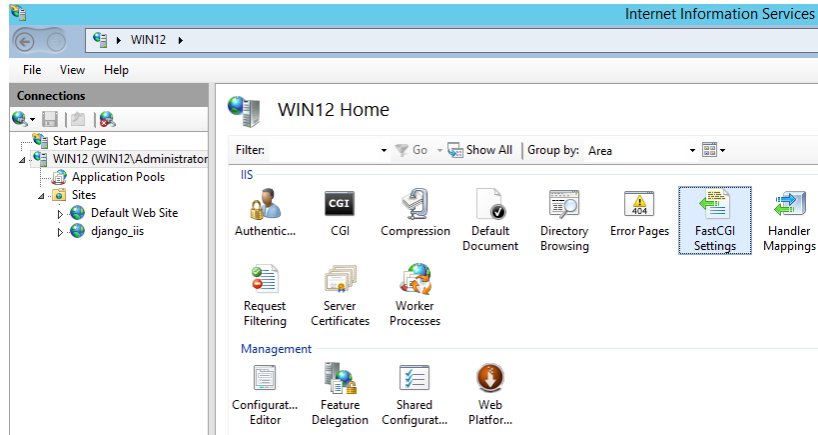 Internet Information Services
WIN12
File View Help
Connections
Start Page
WIN12 (WIN12\Administrator
Application Pools
Sites
Default Web Site
django_iis
WIN12 Home
Filter: Go Show All Group by: Area
IIS
Authentic... CGI Compression Default Document Directory Browsing Error Pages FastCGI Settings Handler Mappings
CGI
404
Request Filtering Server Certificates Worker Processes
Management
Configurat... Editor Feature Delegation Shared Configurat... Web Platfor...